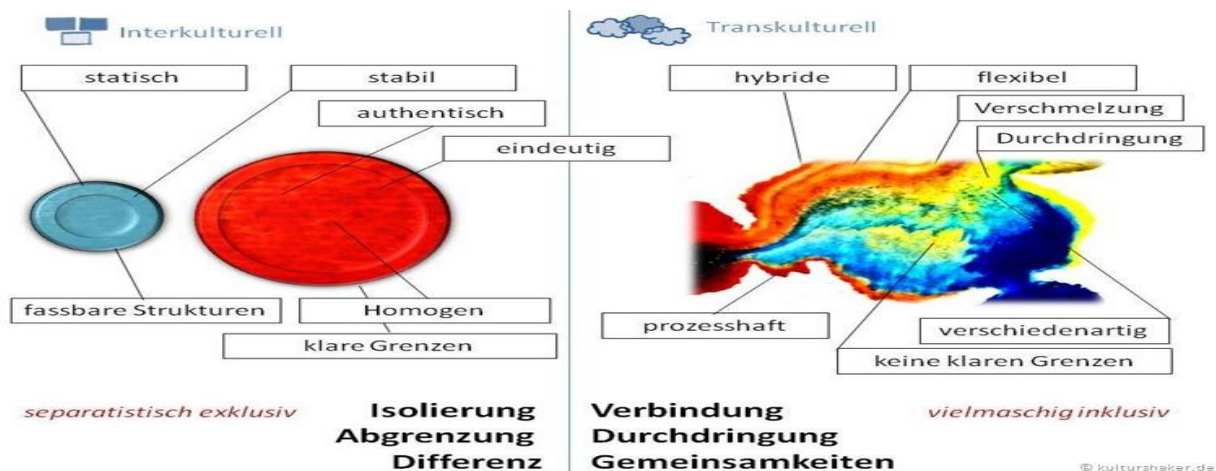 Interkulturell
statisch
stabil
authentisch
eindeutig
fassbare Strukturen
Homogen
klare Grenzen
separatistisch exklusiv
Isolierung
Abgrenzung
Differenz
Transkulturell
hybride
flexibel
Verschmelzung
Durchdringung
prozesshaft
verschiedenartig
keine klaren Grenzen
Verbindung
Durchdringung
Gemeinsamkeiten
vielmaschig inklusiv
© kulturshaker.de